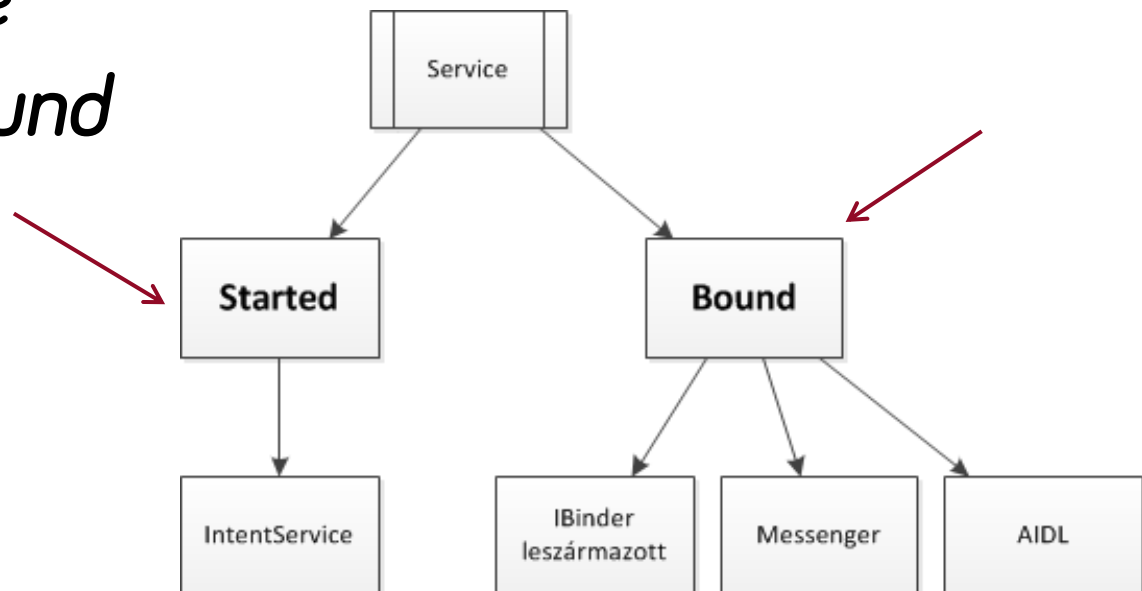 und
Service
Started
Bound
IntentService
IBinder
leszármazott
Messenger
AIDL